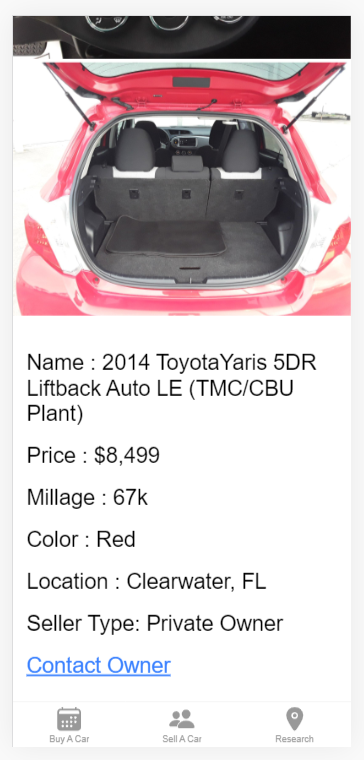 Name : 2014 ToyotaYaris 5DR
Liftback Auto LE (TMC/CBU
Plant)
Price : $8,499
Millage : 67k
Color : Red
Location : Clearwater, FL
Seller Type: Private Owner
Contact Owner
Buy A Car
Sell A Car
Research